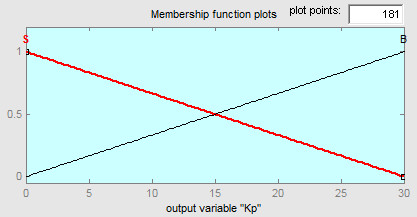 Membership function plots plot points: 181
S B
1
0.5
0
0 5 10 15 20 25 30
output variable "Kp"